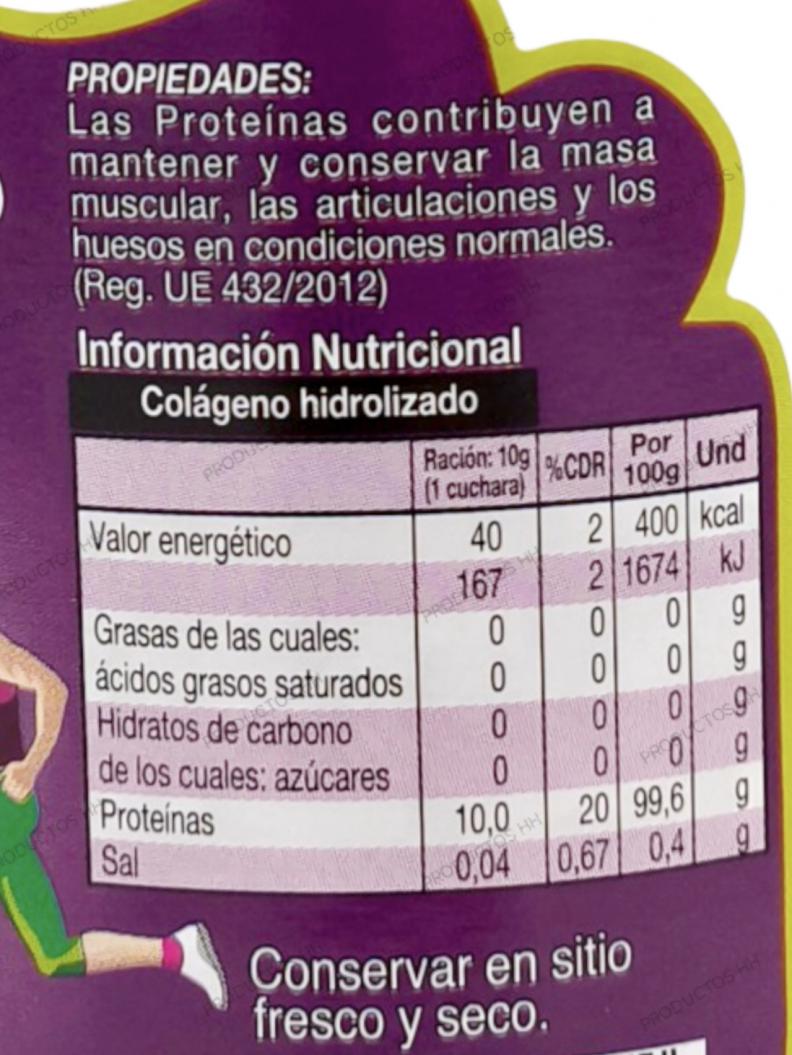 PROPIEDADES:
Las Proteínas contribuyen a
mantener y conservar la masa
muscular, las articulaciones y los
huesos en condiciones normales.
(Reg. UE 432/2012)
Información Nutricional
Colágeno hidrolizado
Ración: 10g (1 cuchara) %CDR Por 100g Und
Valor energético 40 2 400 kcal
167 2 1674 kJ
Grasas de las cuales: 0 0 0 g
ácidos grasos saturados 0 0 0 g
Hidratos de carbono 0 0 0 g
de los cuales: azúcares 0 0 0 g
Proteínas 10,0 20 99,6 g
Sal 0,04 0,67 0,4 g
Conservar en sitio
fresco y seco.
PRODUCTOS HH